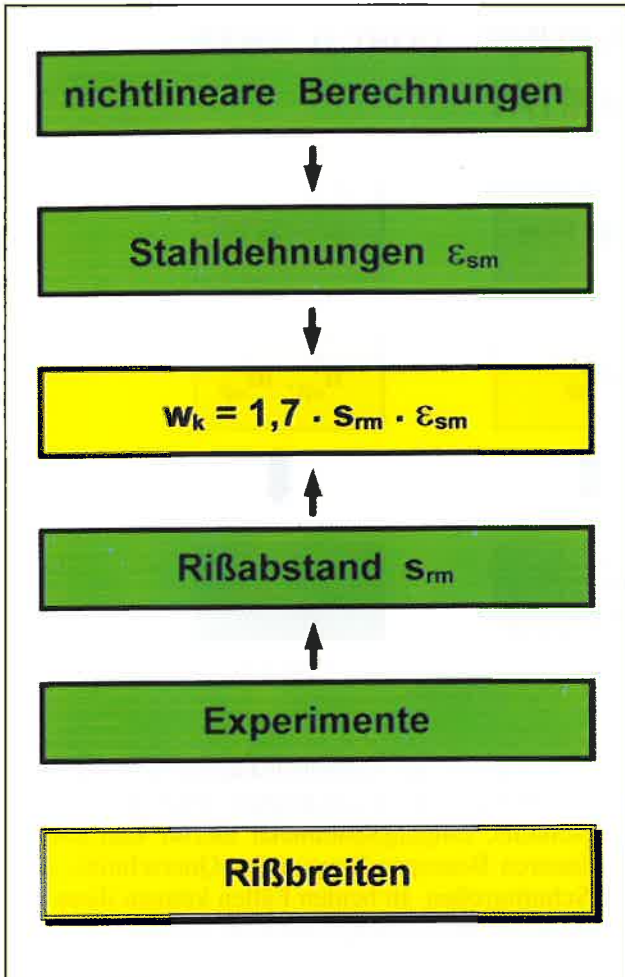 nichtlineare Berechnungen
Stahldehnungen εsm
wk = 1,7 · srm · εsm
Rißabstand srm
Experimente
Rißbreiten